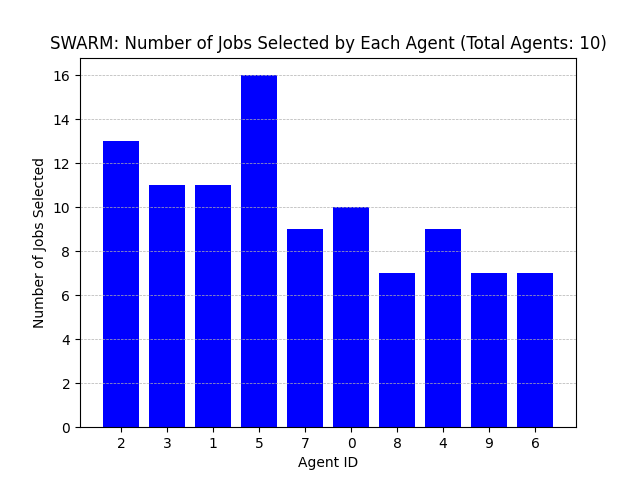 SWARM: Number of Jobs Selected by Each Agent (Total Agents: 10)
16
14
12
10
8
6
4
2
0
Number of Jobs Selected
2 3 1 5 7 0 8 4 9 6
Agent ID